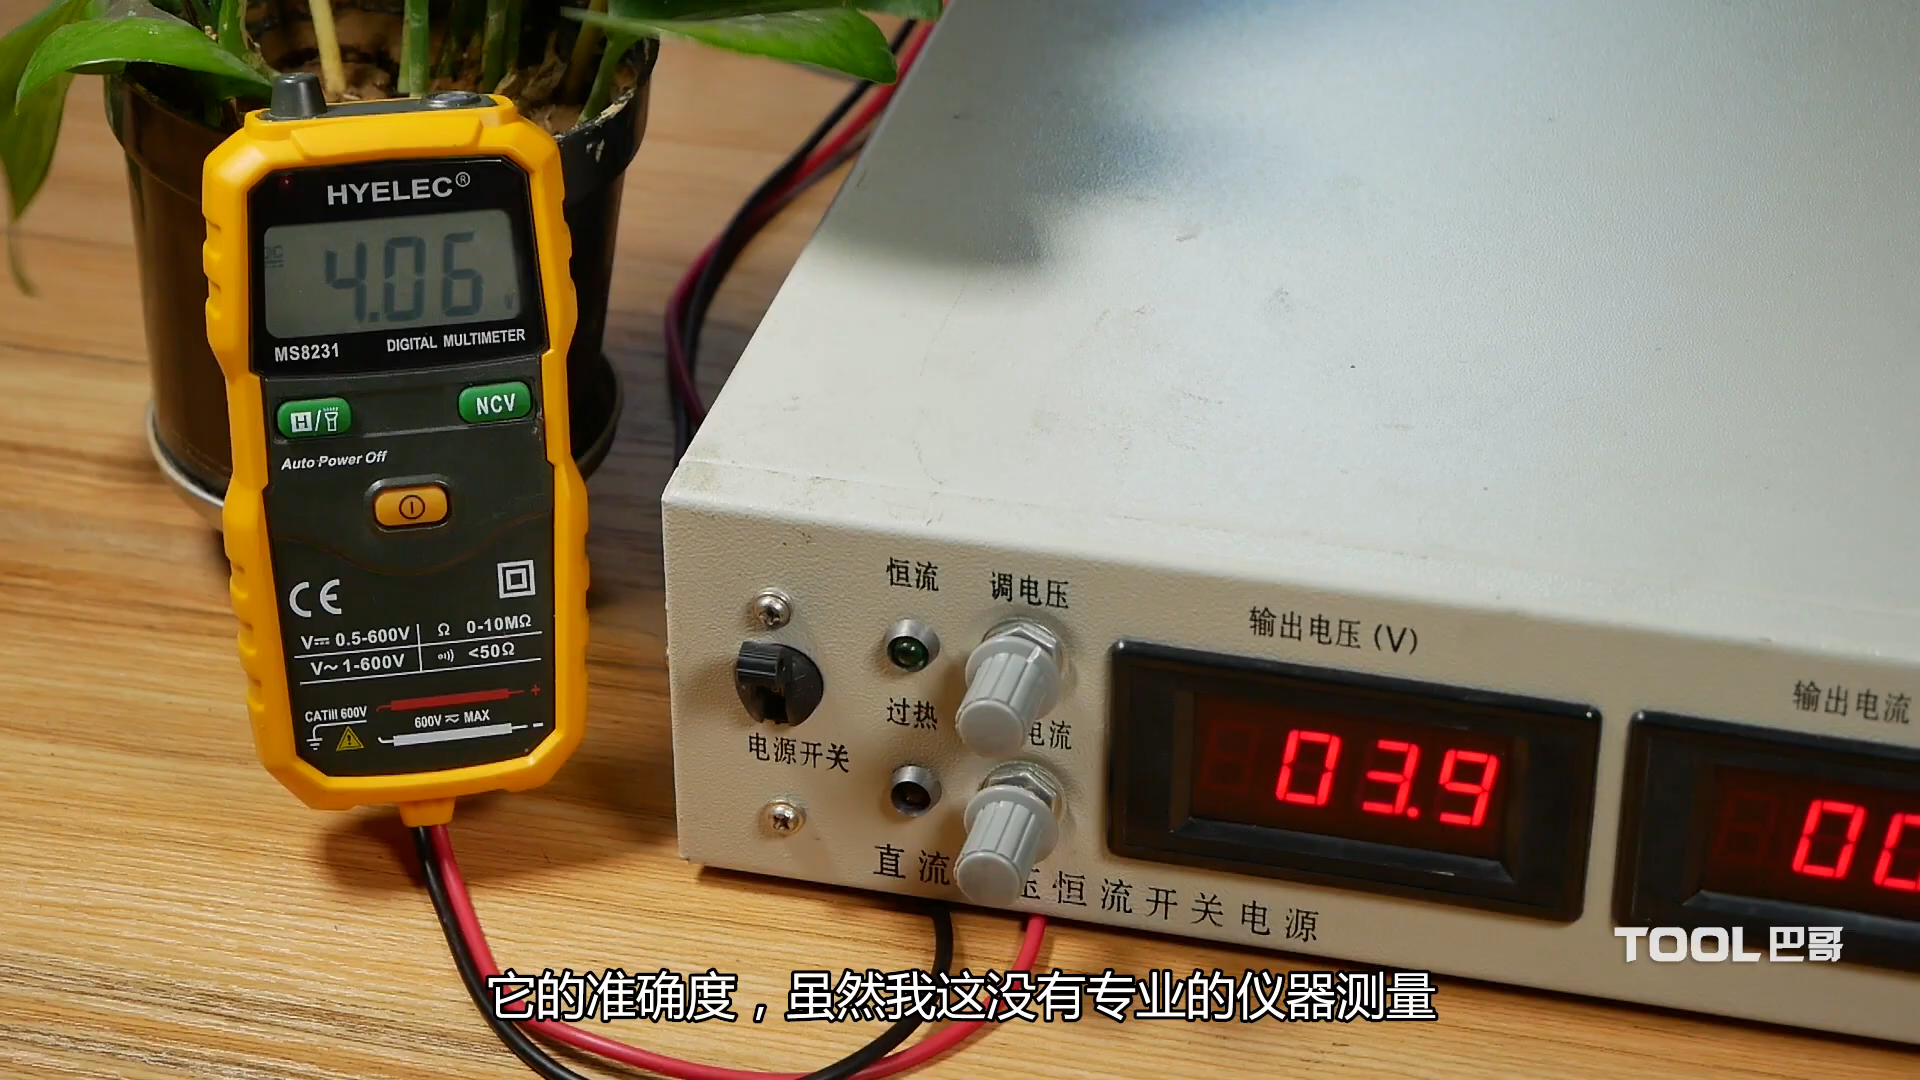 HYELEC®
DC
4.06
V
MS8231 DIGITAL MULTIMETER
H/
NCV
Auto Power Off
CE
V⎓ 0.5-600V Ω 0-10MΩ
V~ 1-600V <50Ω
+
CATIII 600V
600V MAX
-
恒流
调电压
过热
电流
电源开关
输出电压(V)
03.9
输出电流
00
直流 压恒流开关电源
TOOL巴哥
它的准确度，虽然我这没有专业的仪器测量